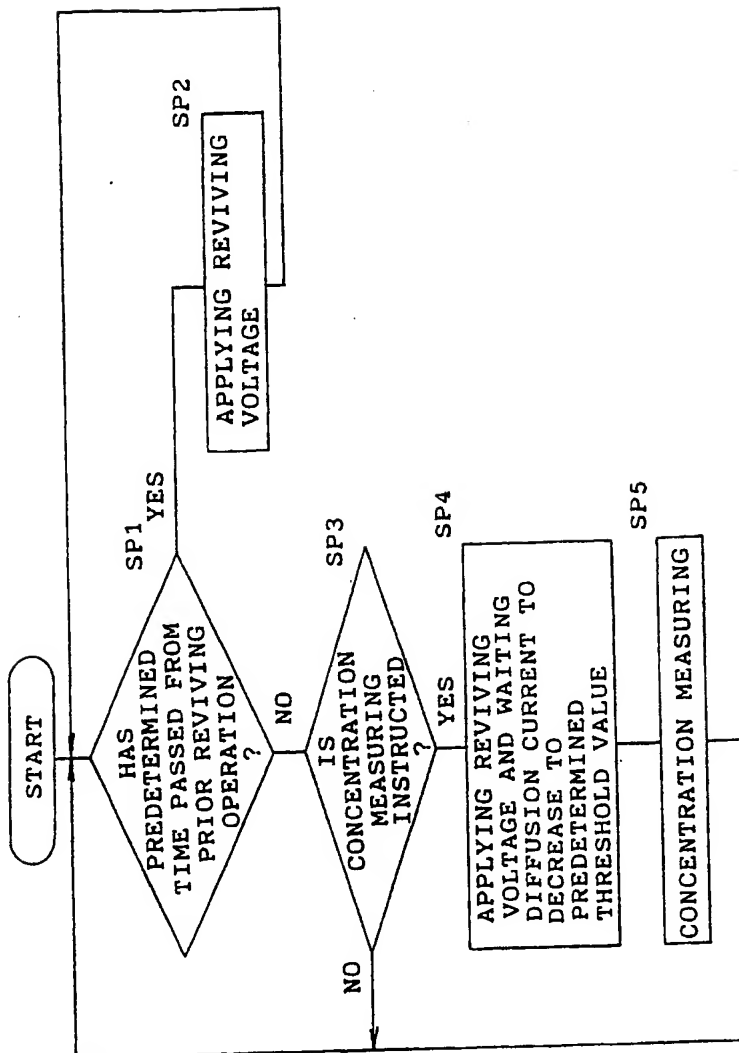 START
SP1
HAS
PREDETERMINED
TIME PASSED FROM
PRIOR REVIVING
OPERATION
?
YES
SP2
APPLYING REVIVING
VOLTAGE
NO
SP3
IS
CONCENTRATION
MEASURING
INSTRUCTED
?
NO
YES
SP4
APPLYING REVIVING
VOLTAGE AND WAITING
DIFFUSION CURRENT TO
DECREASE TO
PREDETERMINED
THRESHOLD VALUE
SP5
CONCENTRATION MEASURING